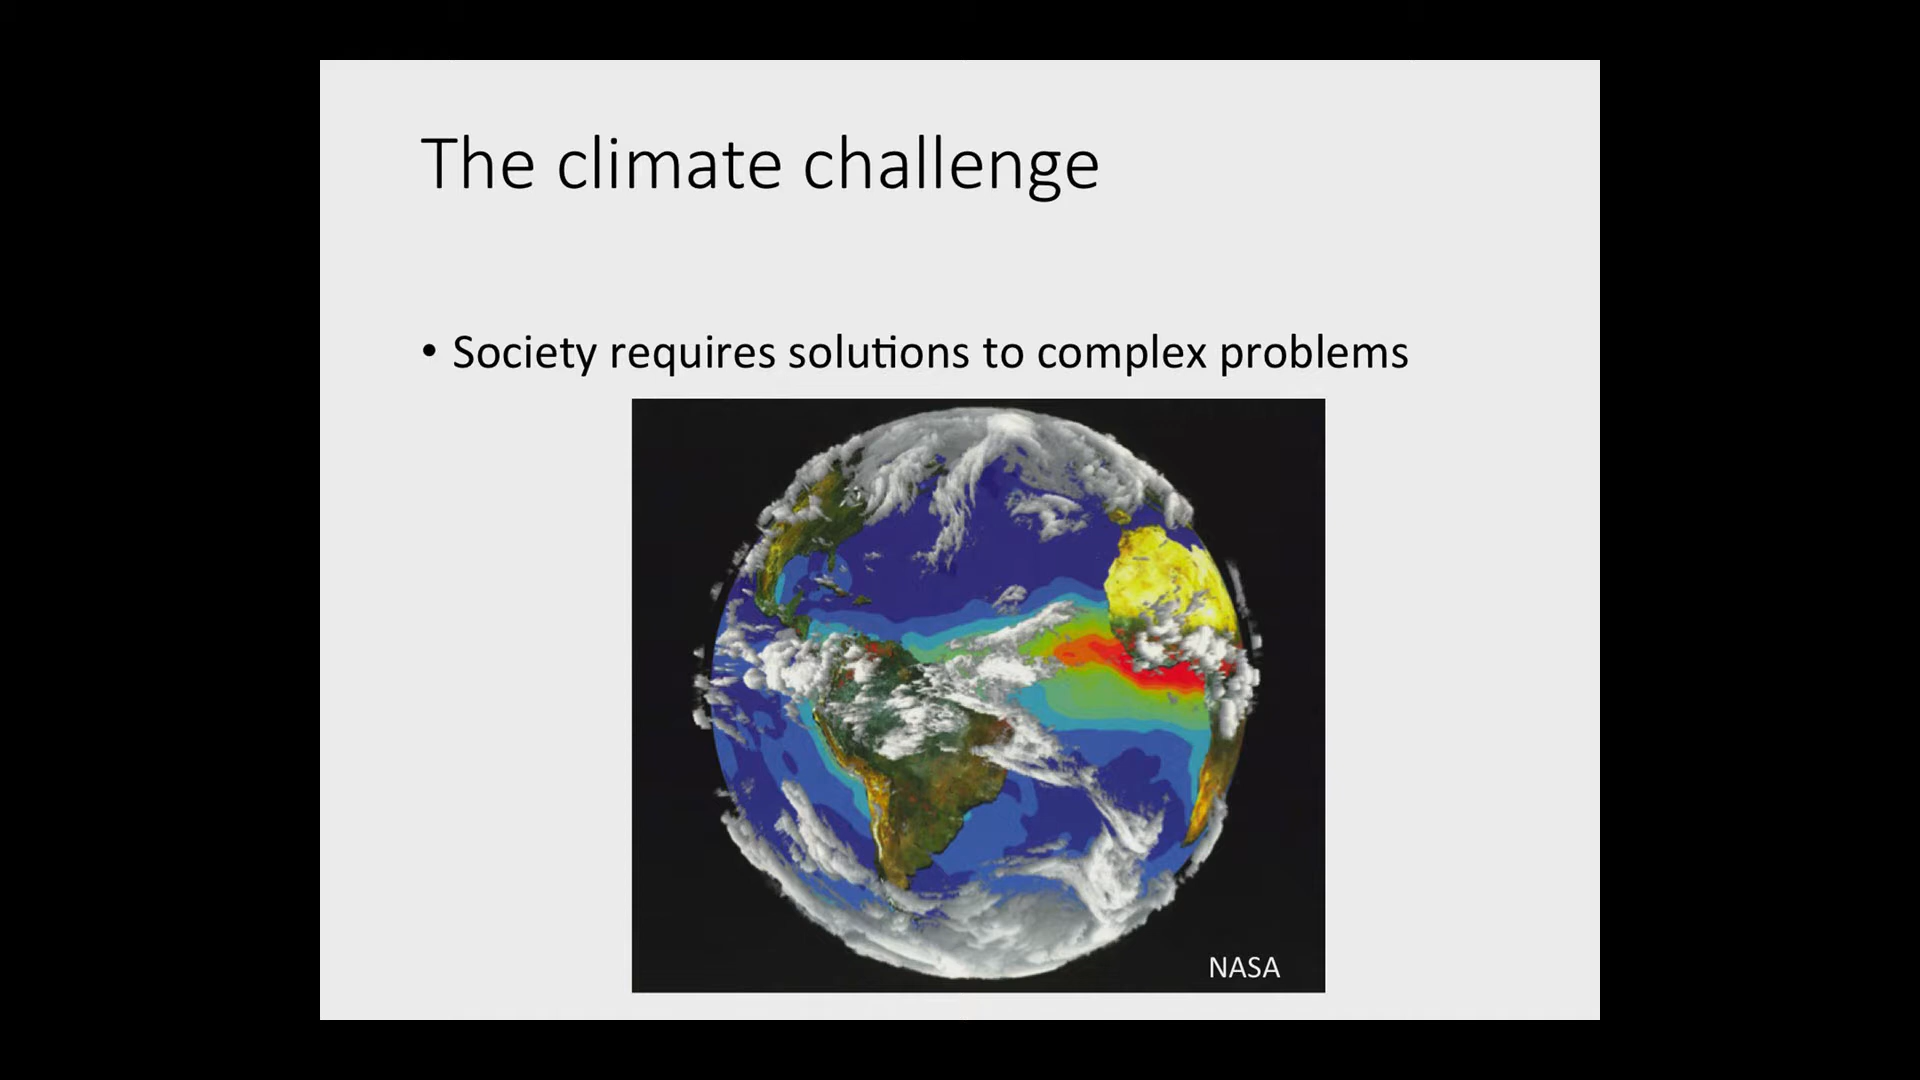 The climate challenge
• Society requires solutions to complex problems
NASA